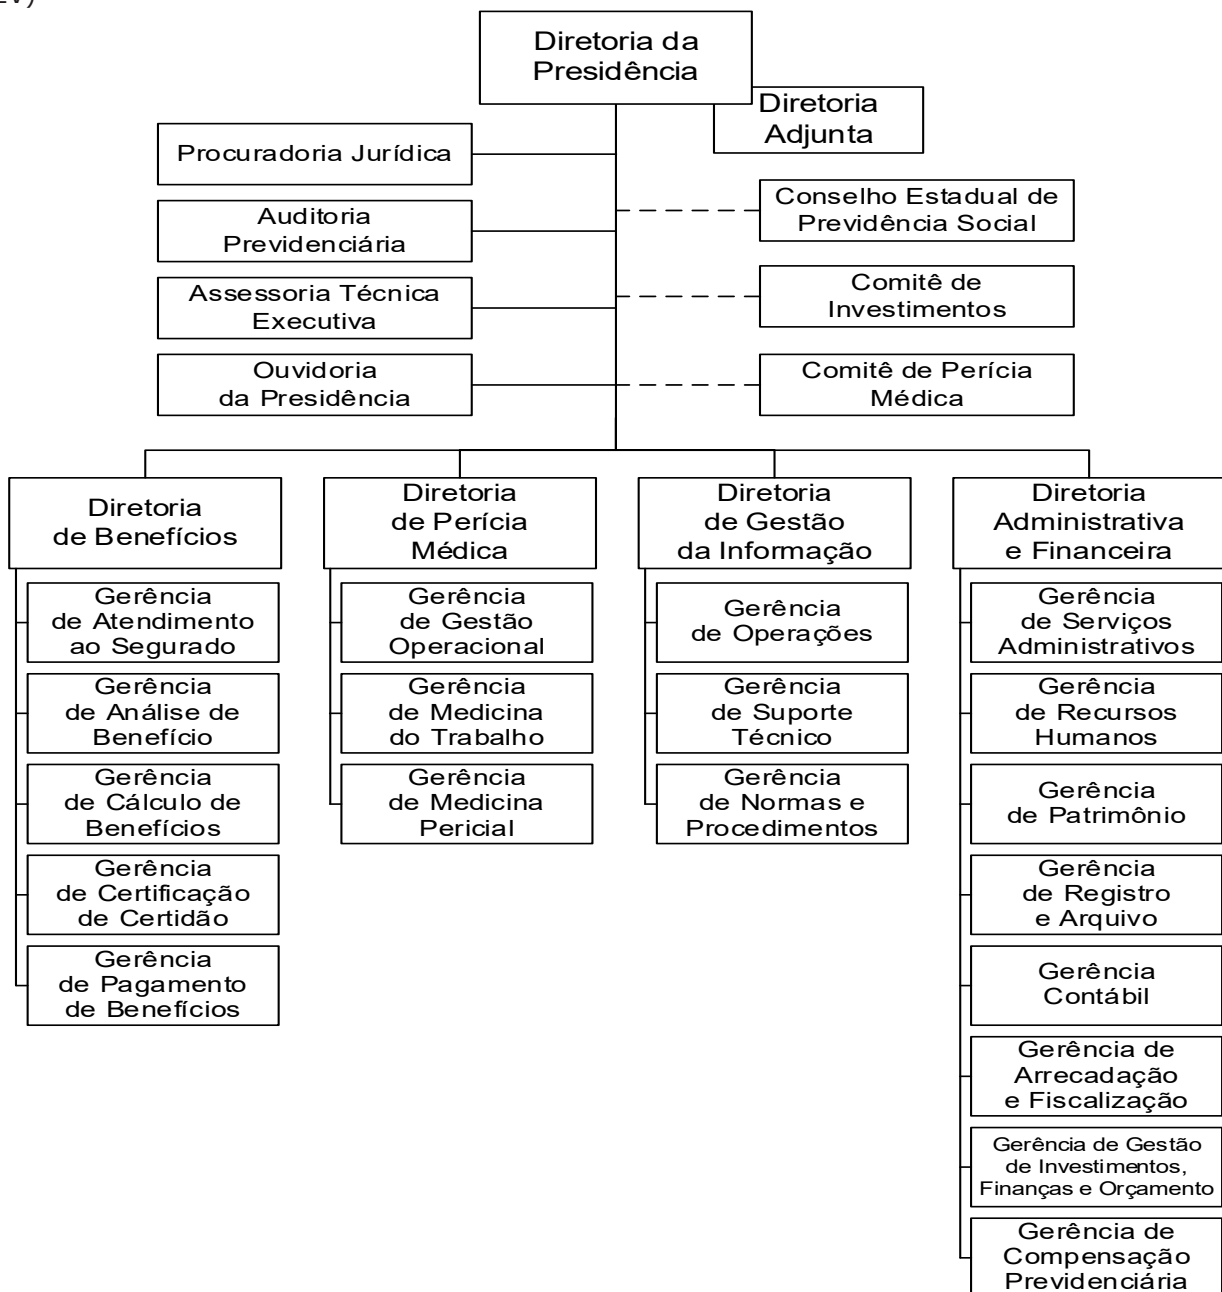 EV)
Diretoria da
Presidência
Diretoria
Adjunta
Procuradoria Jurídica
Auditoria
Previdenciária
Assessoria Técnica
Executiva
Ouvidoria
da Presidência
Conselho Estadual de
Previdência Social
Comitê de
Investimentos
Comitê de Perícia
Médica
Diretoria
de Benefícios
Gerência
de Atendimento
ao Segurado
Gerência
de Análise de
Benefício
Gerência
de Cálculo de
Benefícios
Gerência
de Certificação
de Certidão
Gerência
de Pagamento
de Benefícios
Diretoria
de Perícia
Médica
Gerência
de Gestão
Operacional
Gerência
de Medicina
do Trabalho
Gerência
de Medicina
Pericial
Diretoria
de Gestão
da Informação
Gerência
de Operações
Gerência
de Suporte
Técnico
Gerência
de Normas e
Procedimentos
Diretoria
Administrativa
e Financeira
Gerência
de Serviços
Administrativos
Gerência
de Recursos
Humanos
Gerência
de Patrimônio
Gerência
de Registro
e Arquivo
Gerência
Contábil
Gerência de
Arrecadação
e Fiscalização
Gerência de Gestão
de Investimentos,
Finanças e Orçamento
Gerência de
Compensação
Previdenciária